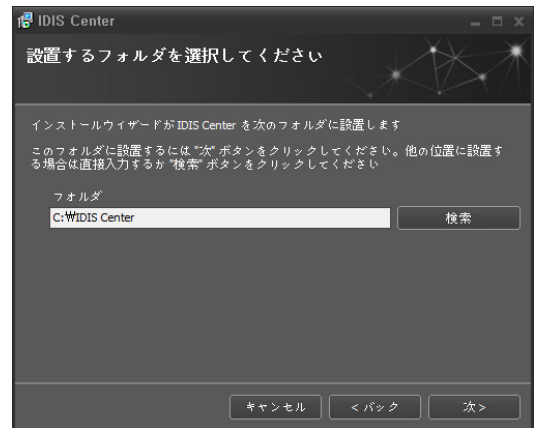 IDIS Center
設置するフォルダを選択してください
インストールウィザードが IDIS Center を次のフォルダに設置します
このフォルダに設置するには "次" ボタンをクリックしてください。他の位置に設置す
る場合は直接入力するか "検索" ボタンをクリックしてください
フォルダ
C:₩IDIS Center
検索
キャンセル
< バック
次 >